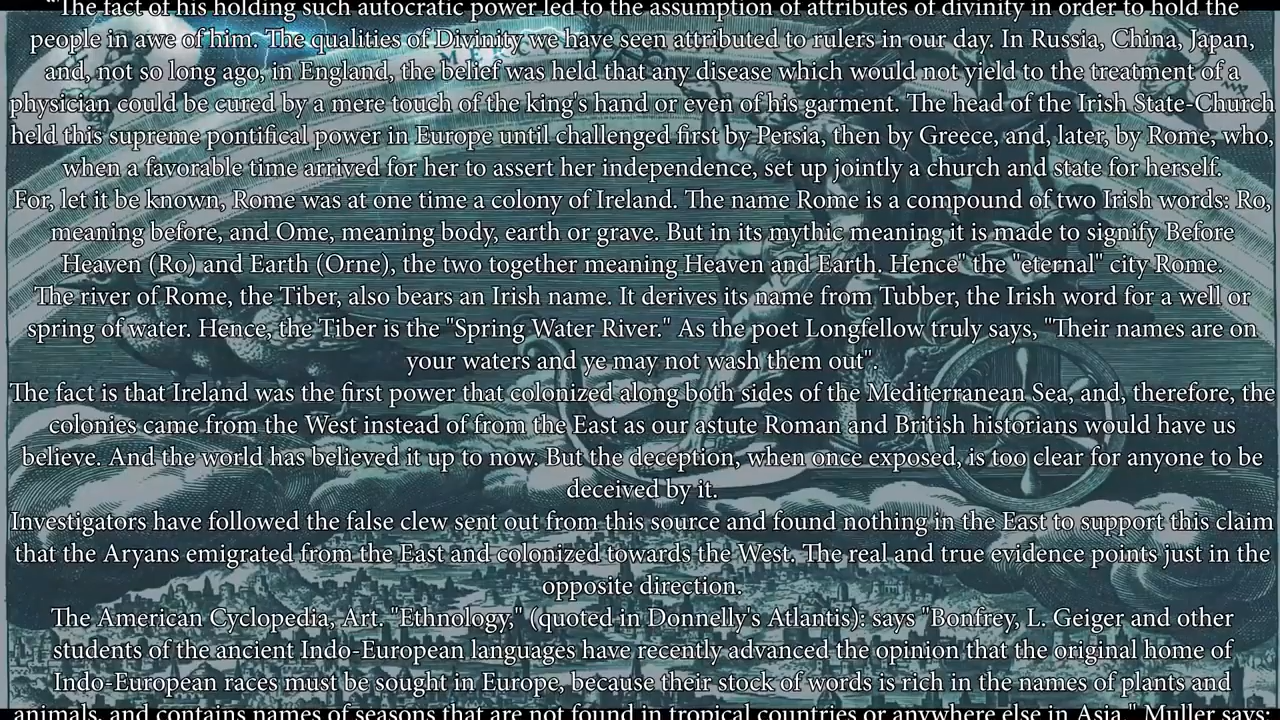 "'The fact of his holding such autocratic power led to the assumption of attributes of divinity in order to hold the
people in awe of him. The qualities of Divinity we have seen attributed to rulers in our day. In Russia, China, Japan,
and, not so long ago, in England, the belief was held that any disease which would not yield to the treatment of a
physician could be cured by a mere touch of the king's hand or even of his garment. The head of the Irish State-Church
held this supreme pontifical power in Europe until challenged first by Persia, then by Greece, and, later, by Rome, who,
when a favorable time arrived for her to assert her independence, set up jointly a church and state for herself.
For, let it be known, Rome was at one time a colony of Ireland. The name Rome is a compound of two Irish words: Ro,
meaning before, and Ome, meaning body, earth or grave. But in its mythic meaning it is made to signify Before
Heaven (Ro) and Earth (Orne), the two together meaning Heaven and Earth. Hence" the "eternal" city Rome.
The river of Rome, the Tiber, also bears an Irish name. It derives its name from Tubber, the Irish word for a well or
spring of water. Hence, the Tiber is the "Spring Water River." As the poet Longfellow truly says, "Their names are on
your waters and ye may not wash them out".
The fact is that Ireland was the first power that colonized along both sides of the Mediterranean Sea, and, therefore, the
colonies came from the West instead of from the East as our astute Roman and British historians would have us
believe. And the world has believed it up to now. But the deception, when once exposed, is too clear for anyone to be
deceived by it.
Investigators have followed the false clew sent out from this source and found nothing in the East to support this claim
that the Aryans emigrated from the East and colonized towards the West. The real and true evidence points just in the
opposite direction.
The American Cyclopedia, Art. "Ethnology," (quoted in Donnelly's Atlantis): says "Bonfrey, L. Geiger and other
students of the ancient Indo-European languages have recently advanced the opinion that the original home of
Indo-European races must be sought in Europe, because their stock of words is rich in the names of plants and
animals, and contains names of seasons that are not found in tropical countries or anywhere else in Asia." Muller says: